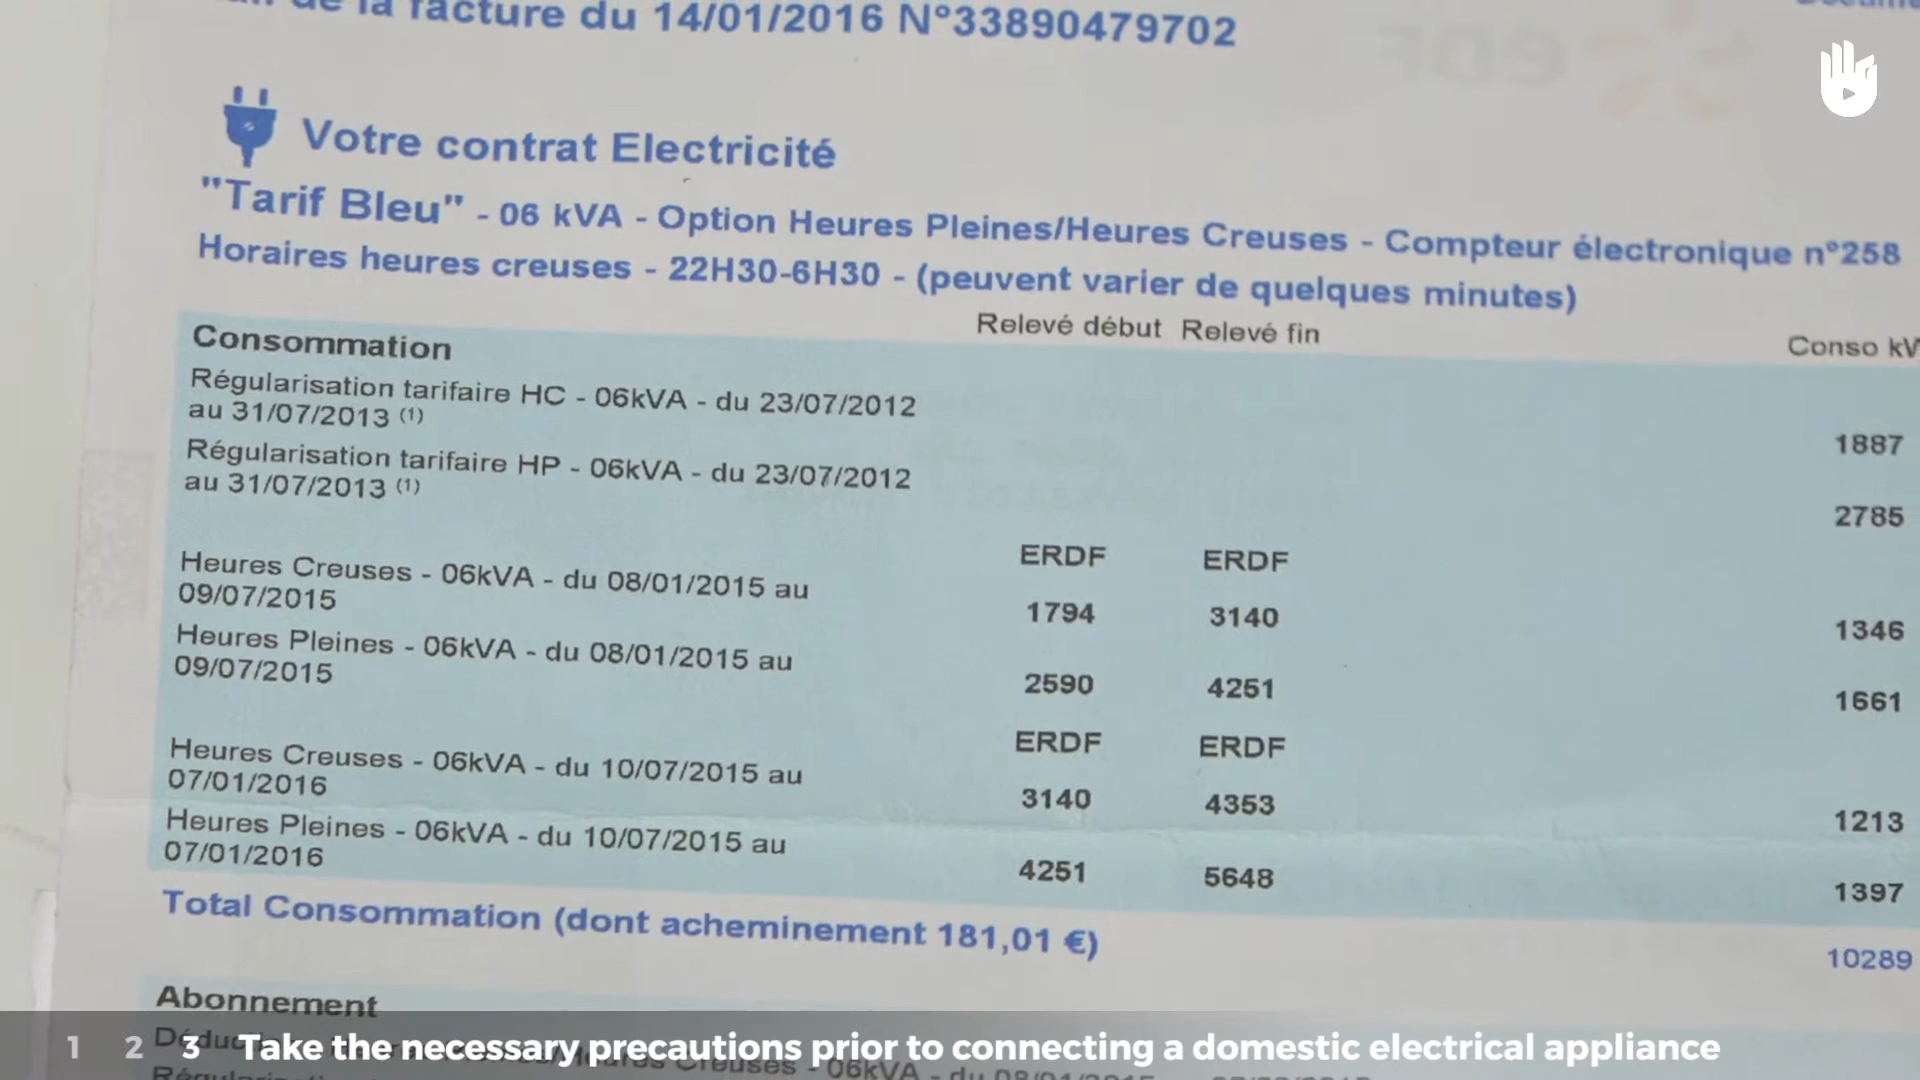 de la facture du 14/01/2016 N°33890479702
Votre contrat Electricité
"Tarif Bleu" - 06 kVA - Option Heures Pleines/Heures Creuses - Compteur électronique n°258
Horaires heures creuses - 22H30-6H30 - (peuvent varier de quelques minutes)
Relevé début Relevé fin
Conso
Consommation
Régularisation tarifaire HC - 06kVA - du 23/07/2012
au 31/07/2013 (1)
1887
Régularisation tarifaire HP - 06kVA - du 23/07/2012
au 31/07/2013 (1)
2785
ERDF ERDF
Heures Creuses - 06kVA - du 08/01/2015 au
09/07/2015
1794 3140 1346
Heures Pleines - 06kVA - du 08/01/2015 au
09/07/2015
2590 4251 1661
ERDF ERDF
Heures Creuses - 06kVA - du 10/07/2015 au
07/01/2016
3140 4353 1213
Heures Pleines - 06kVA - du 10/07/2015 au
07/01/2016
4251 5648 1397
Total Consommation (dont acheminement 181,01 €) 10289
Abonnement
1 2 3 Take the necessary precautions prior to connecting a domestic electrical appliance